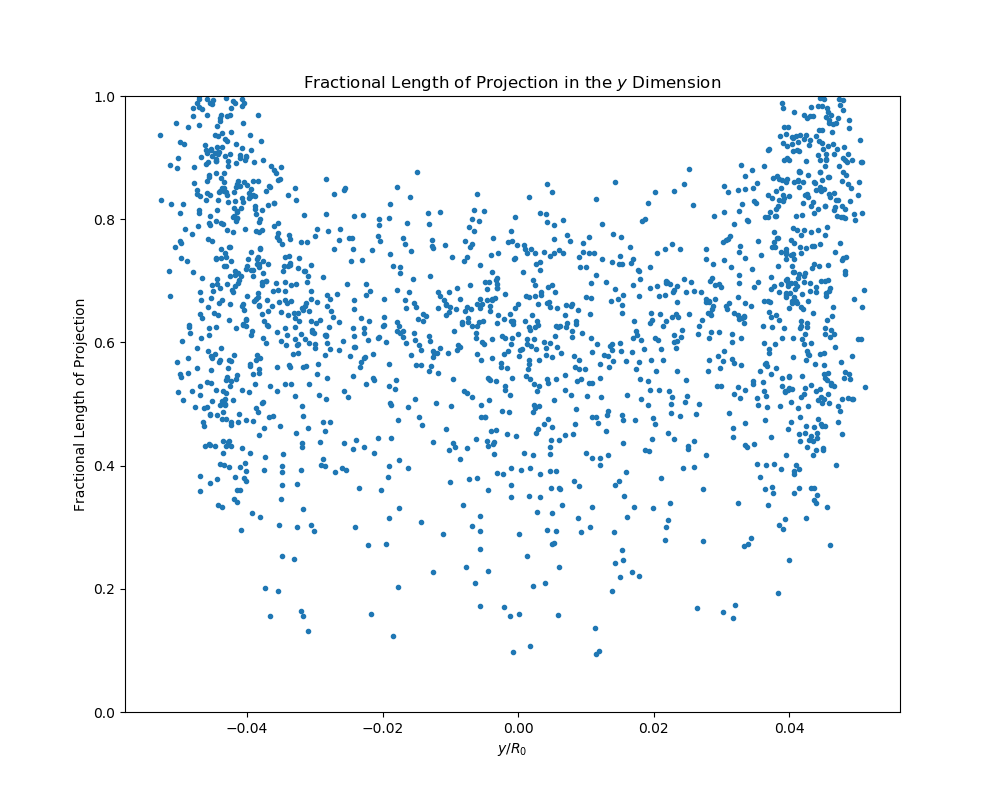 Fractional Length of Projection in the y Dimension
Fractional Length of Projection
1.0
0.8
0.6
0.4
0.2
0.0
−0.04 −0.02 0.00 0.02 0.04
y/R₀